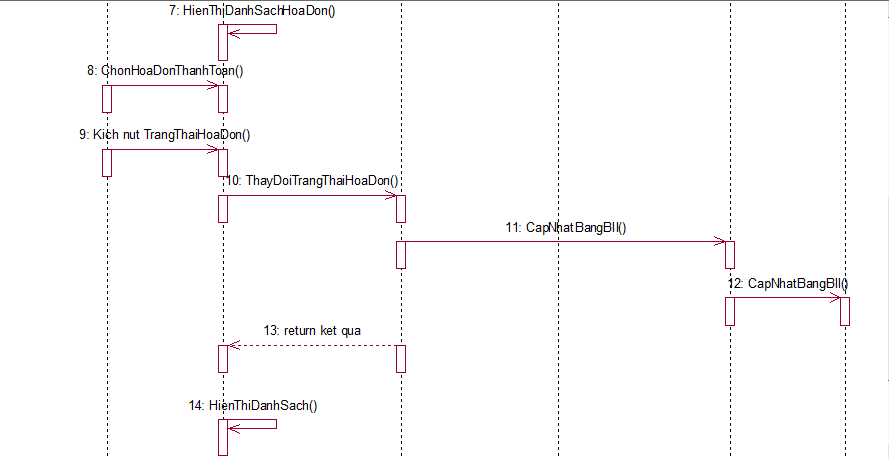 7: HienThiDanhSachHoaDon()
8: ChonHoaDonThanhToan()
9: Kich nut TrangThaiHoaDon()
10: ThayDoiTrangThaiHoaDon()
11: CapNhatBangBll()
12: CapNhatBangBll()
13: return ket qua
14: HienThiDanhSach()